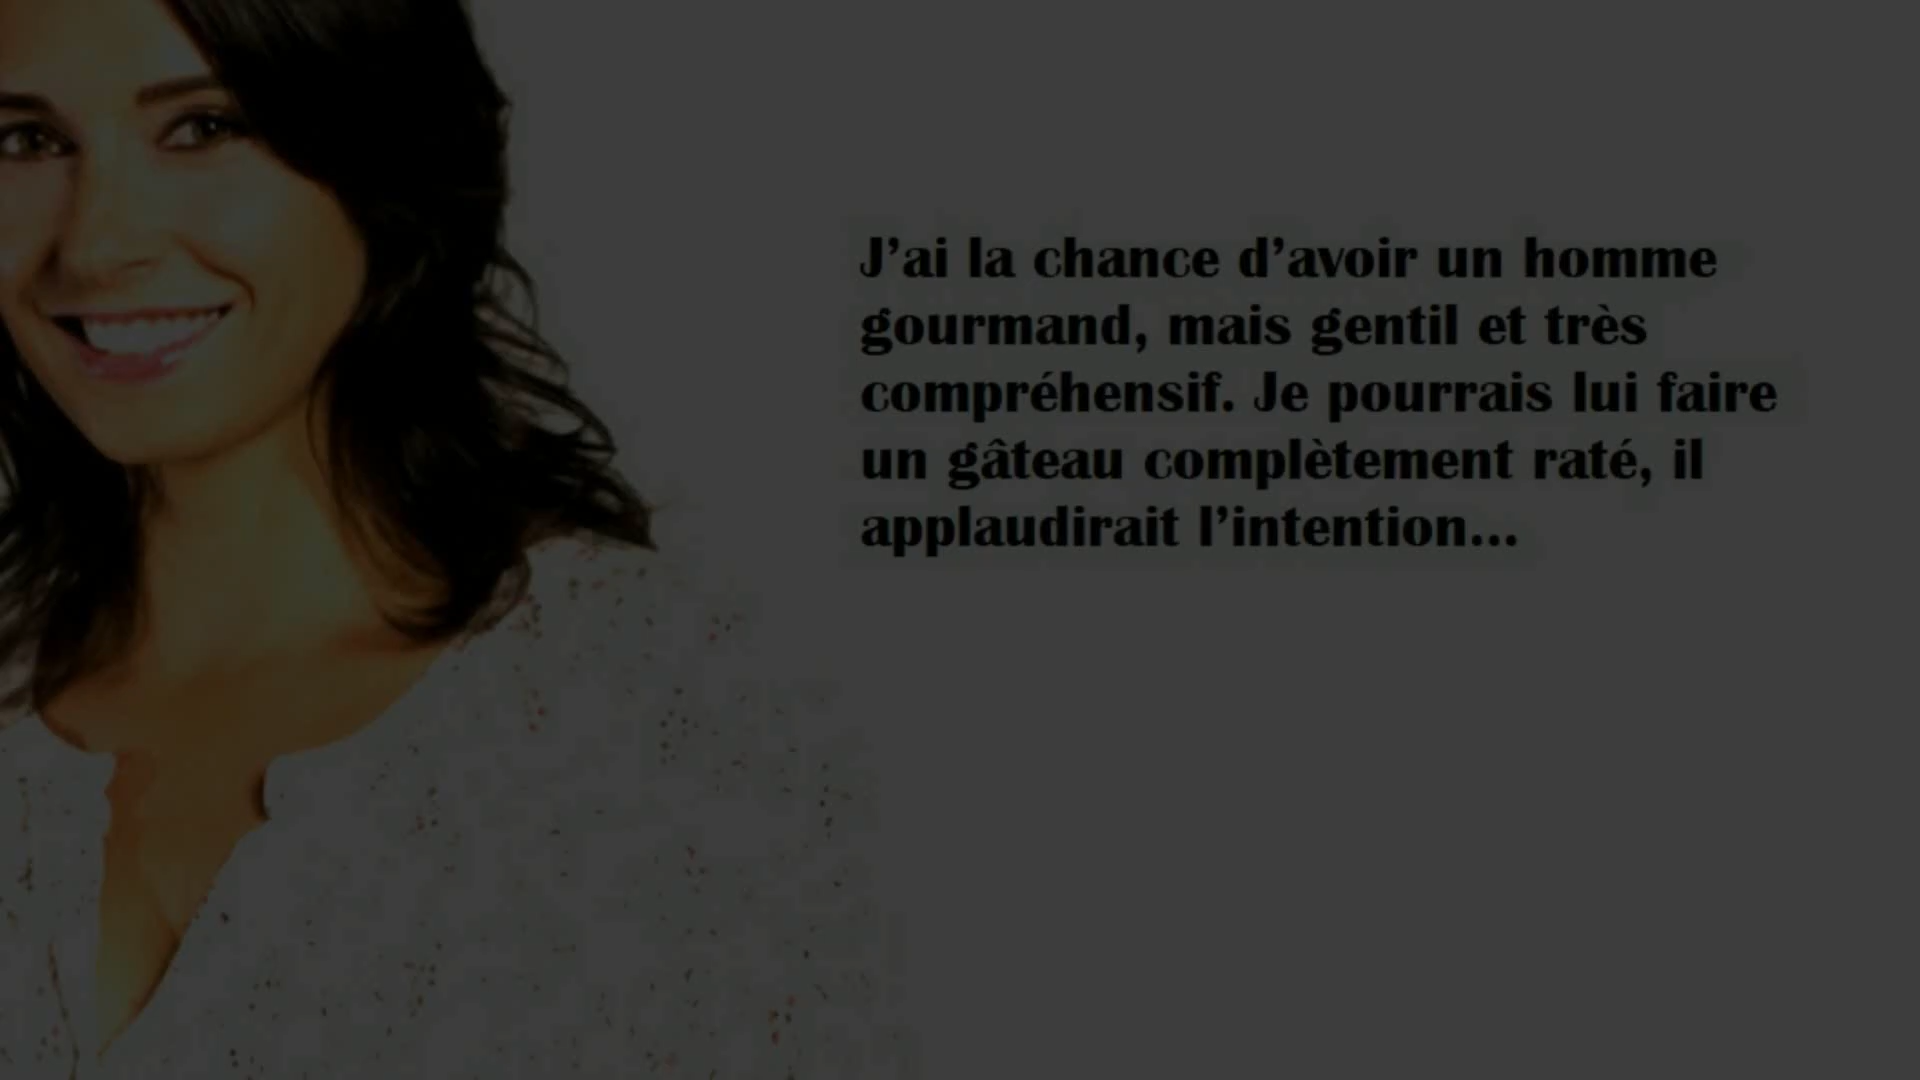 J’ai la chance d’avoir un homme
gourmand, mais gentil et très
compréhensif. Je pourrais lui faire
un gâteau complètement raté, il
applaudirait l’intention...